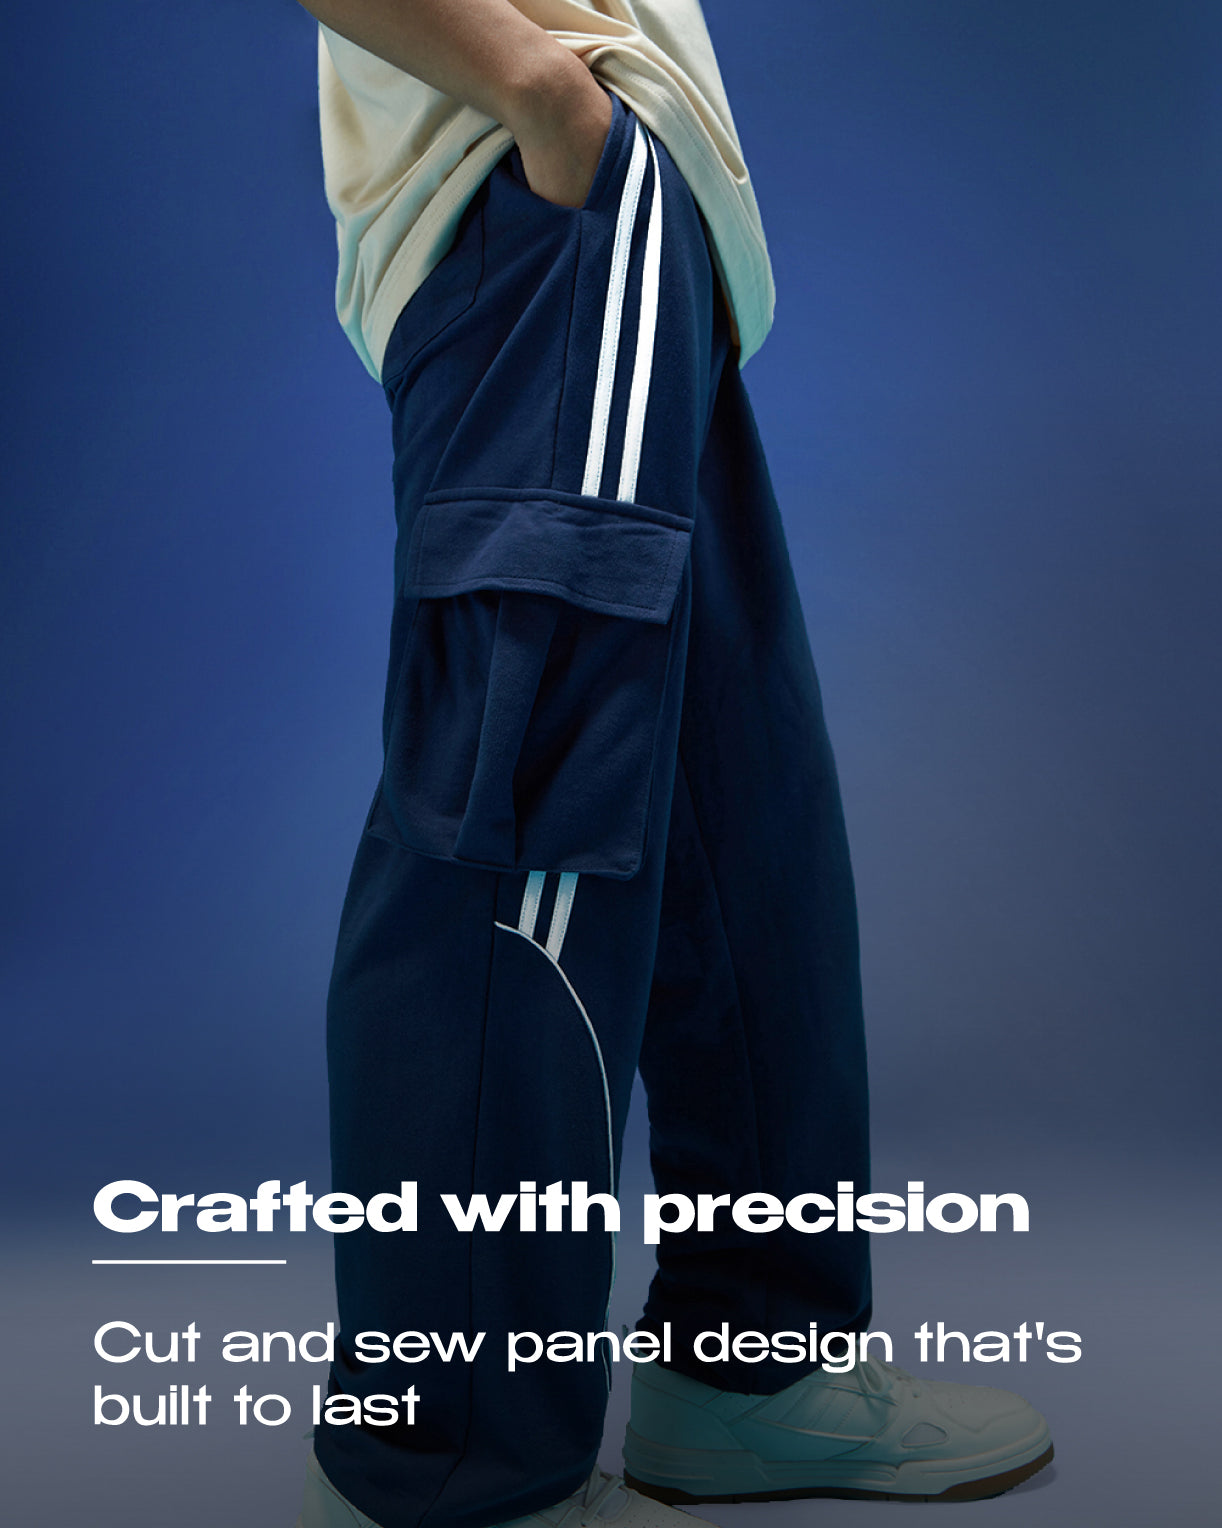 Crafted with precision
Cut and sew panel design that's
built to last